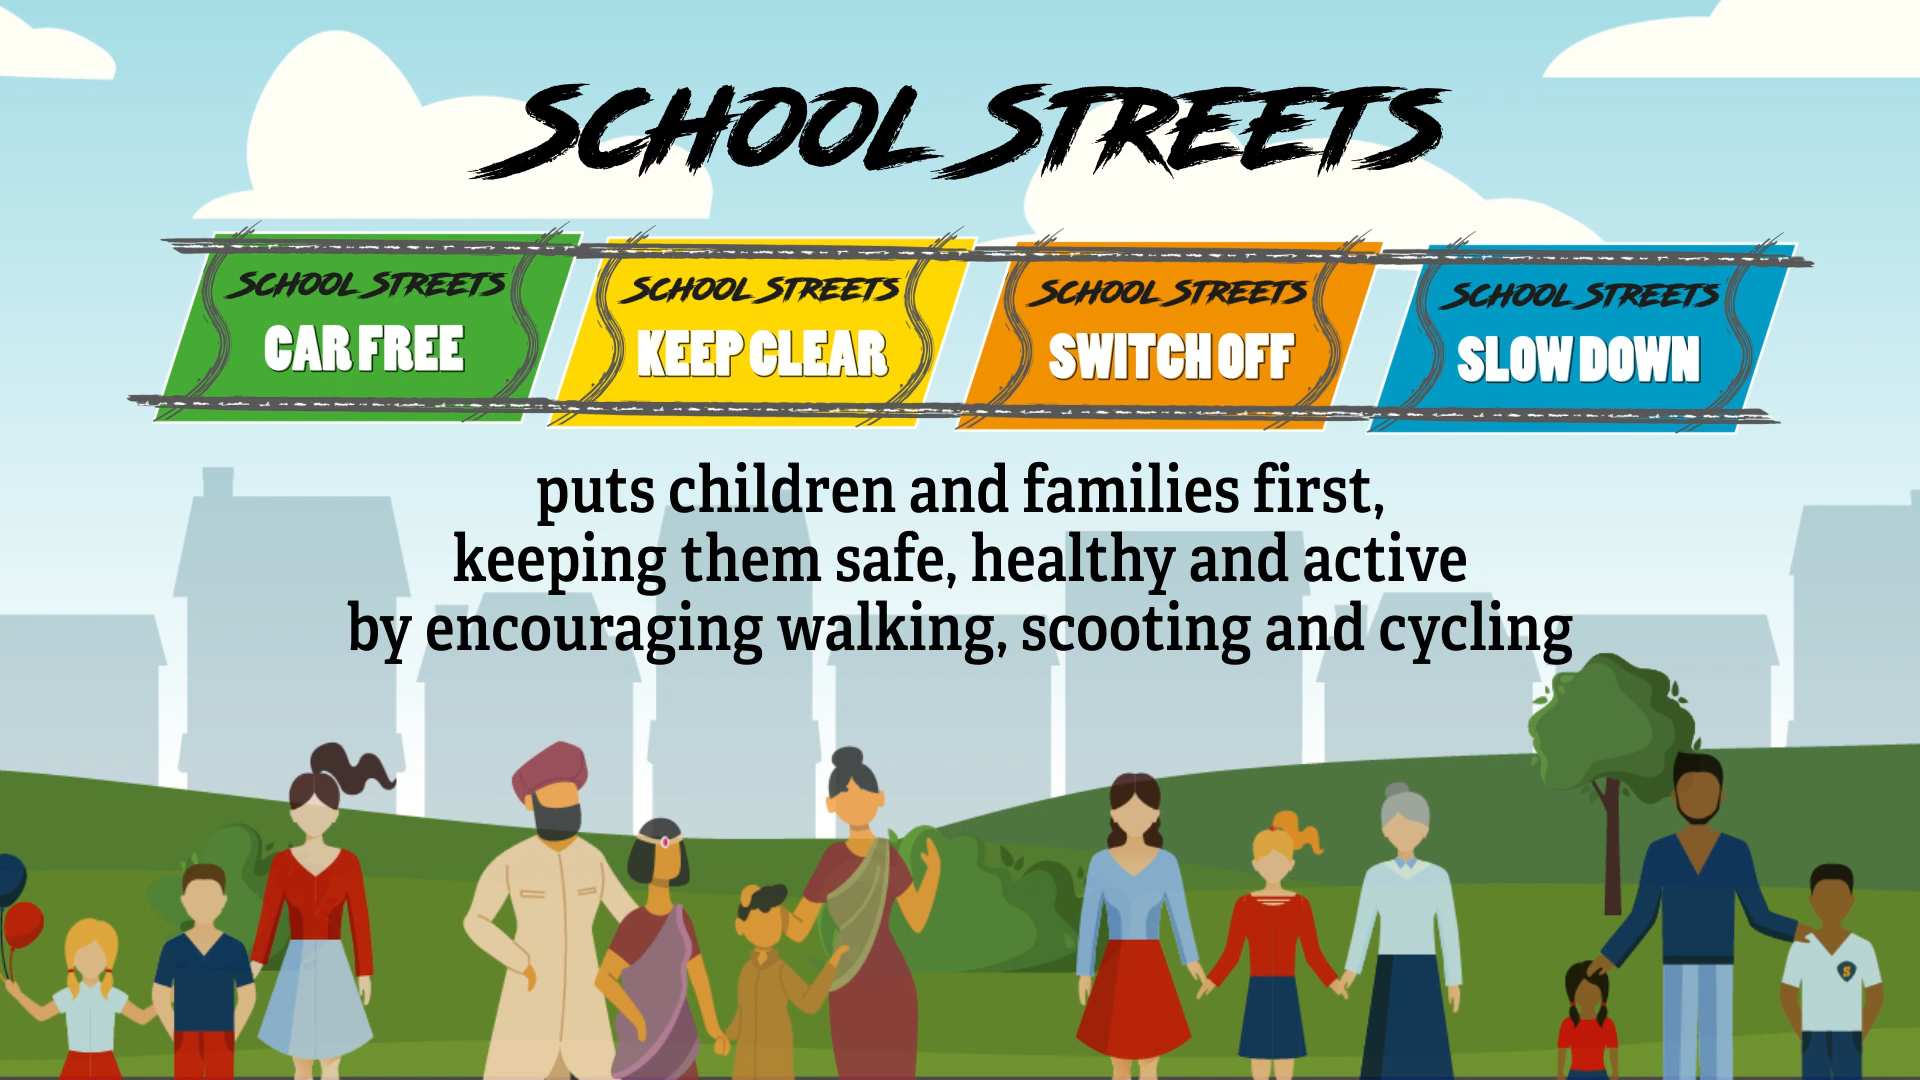 SCHOOL STREETS
SCHOOL STREETS
CAR FREE
SCHOOL STREETS
KEEP CLEAR
SCHOOL STREETS
SWITCH OFF
SCHOOL STREETS
SLOW DOWN
puts children and families first,
keeping them safe, healthy and active
by encouraging walking, scooting and cycling
S